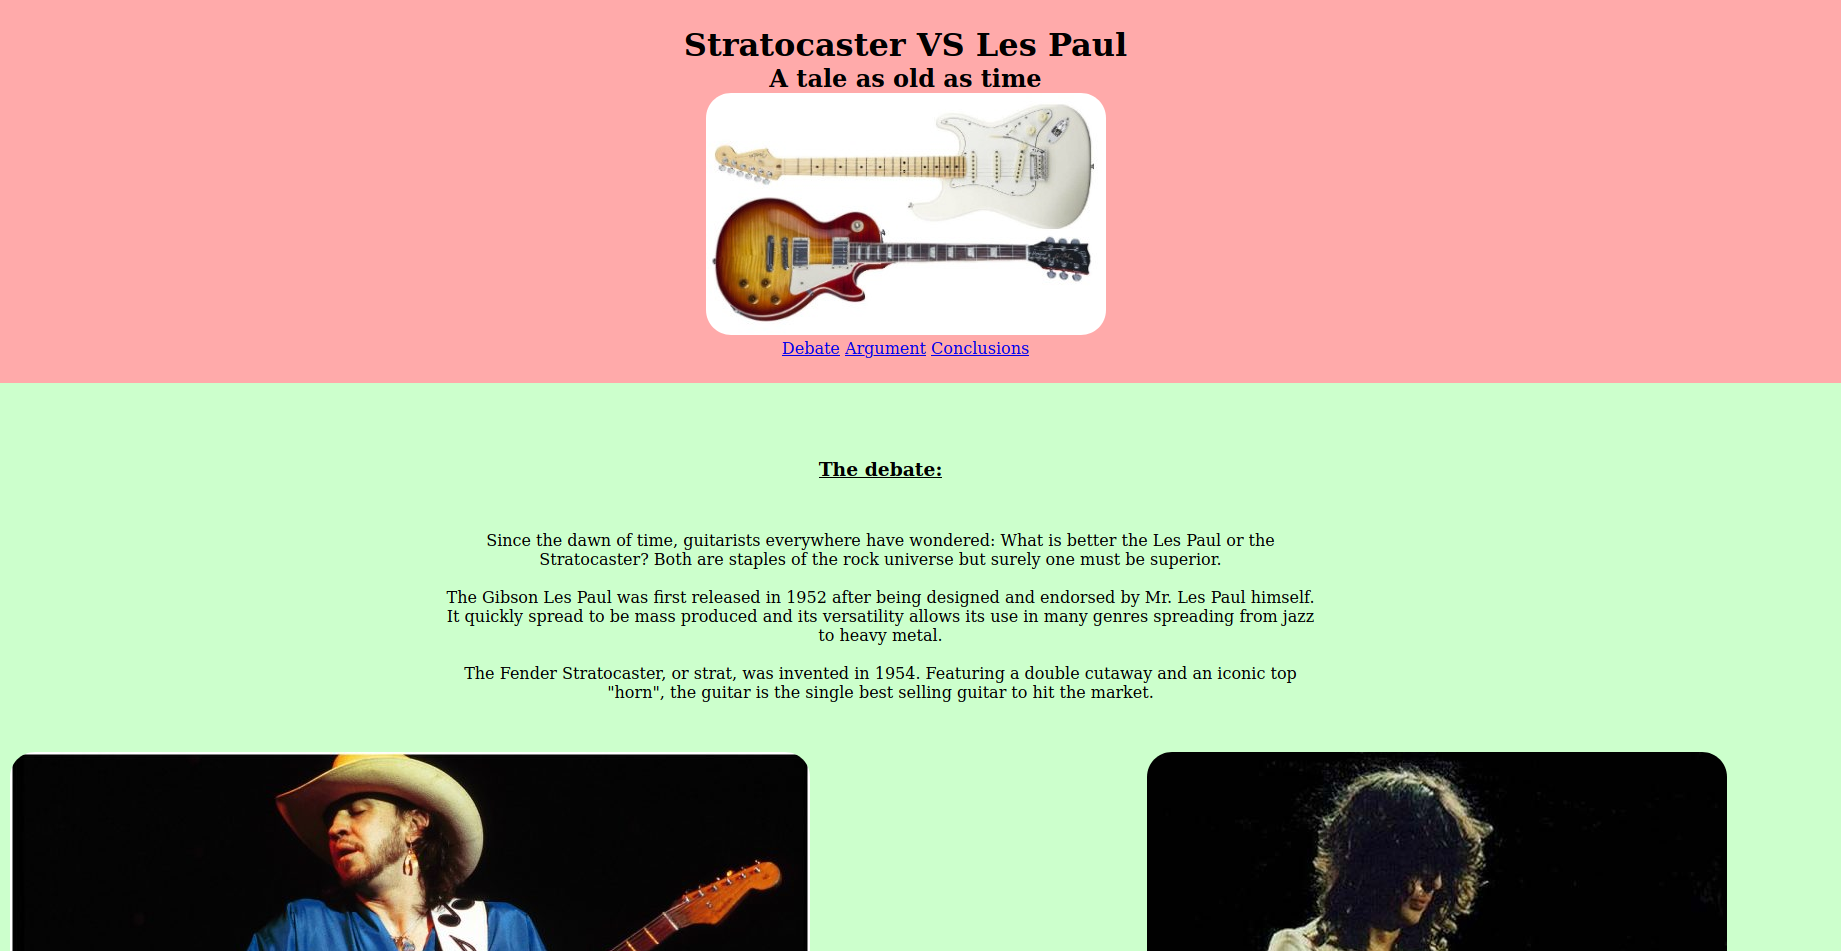 Stratocaster VS Les Paul
A tale as old as time
Debate Argument Conclusions
The debate:
Since the dawn of time, guitarists everywhere have wondered: What is better the Les Paul or the
Stratocaster? Both are staples of the rock universe but surely one must be superior.
The Gibson Les Paul was first released in 1952 after being designed and endorsed by Mr. Les Paul himself.
It quickly spread to be mass produced and its versatility allows its use in many genres spreading from jazz
to heavy metal.
The Fender Stratocaster, or strat, was invented in 1954. Featuring a double cutaway and an iconic top
"horn", the guitar is the single best selling guitar to hit the market.